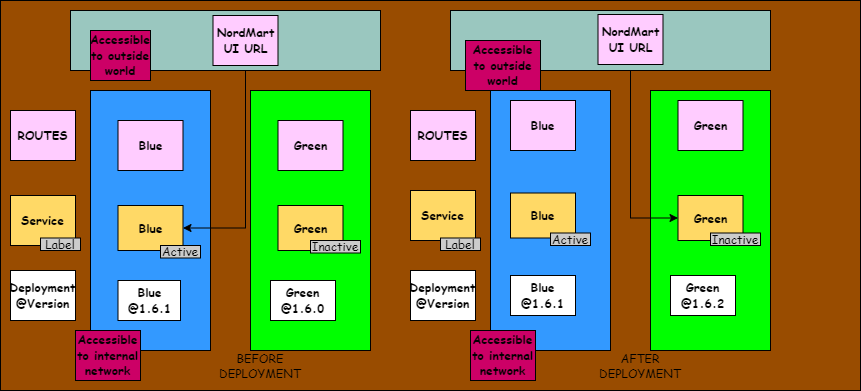 NordMart
UI URL
Accessible
to outside
world
ROUTES
Blue
Green
Service
Label
Blue
Active
Green
Inactive
Deployment
@Version
Blue
@1.6.1
Green
@1.6.0
Accessible
to internal
network
BEFORE
DEPLOYMENT
NordMart
UI URL
Accessible
to outside
world
ROUTES
Blue
Green
Service
Label
Blue
Active
Green
Inactive
Deployment
@Version
Blue
@1.6.1
Green
@1.6.2
Accessible
to internal
network
AFTER
DEPLOYMENT